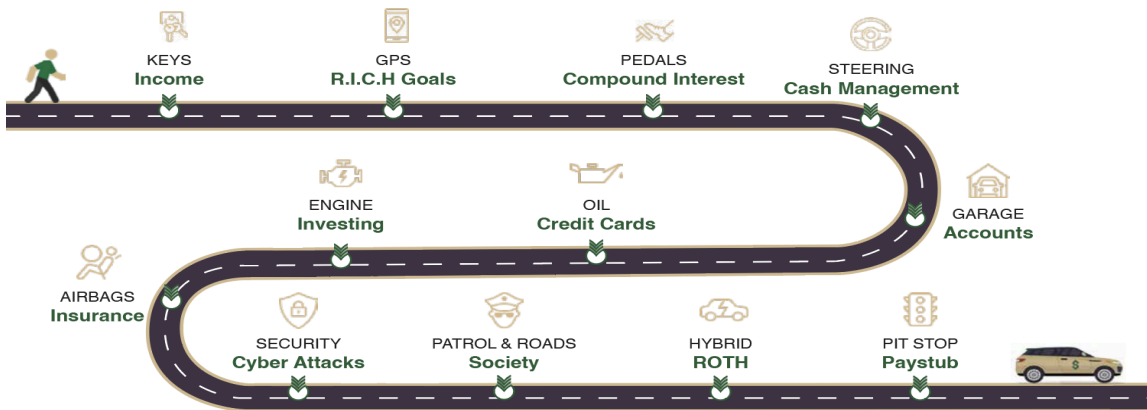 KEYS
Income
GPS
R.I.C.H Goals
PEDALS
Compound Interest
STEERING
Cash Management
GARAGE
Accounts
OIL
Credit Cards
ENGINE
Investing
AIRBAGS
Insurance
SECURITY
Cyber Attacks
PATROL & ROADS
Society
HYBRID
ROTH
PIT STOP
Paystub
$